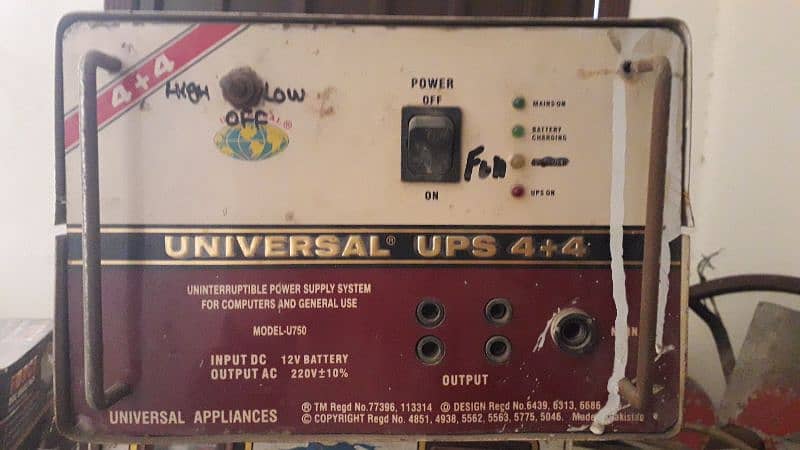 4+4
HIGH LOW
OFF
POWER
OFF
ON
Fan
MAINS ON
BATTERY CHARGING
UPS ON
UNIVERSAL® UPS 4+4
UNINTERRUPTIBLE POWER SUPPLY SYSTEM
FOR COMPUTERS AND GENERAL USE
MODEL-U750
INPUT DC 12V BATTERY
OUTPUT AC 220V±10%
OUTPUT
UNIVERSAL APPLIANCES
® TM Regd No.77396, 113314 © DESIGN Regd No.6439, 6313, 5686
© COPYRIGHT Regd No. 4851, 4938, 5562, 5563, 5775, 5046. Made